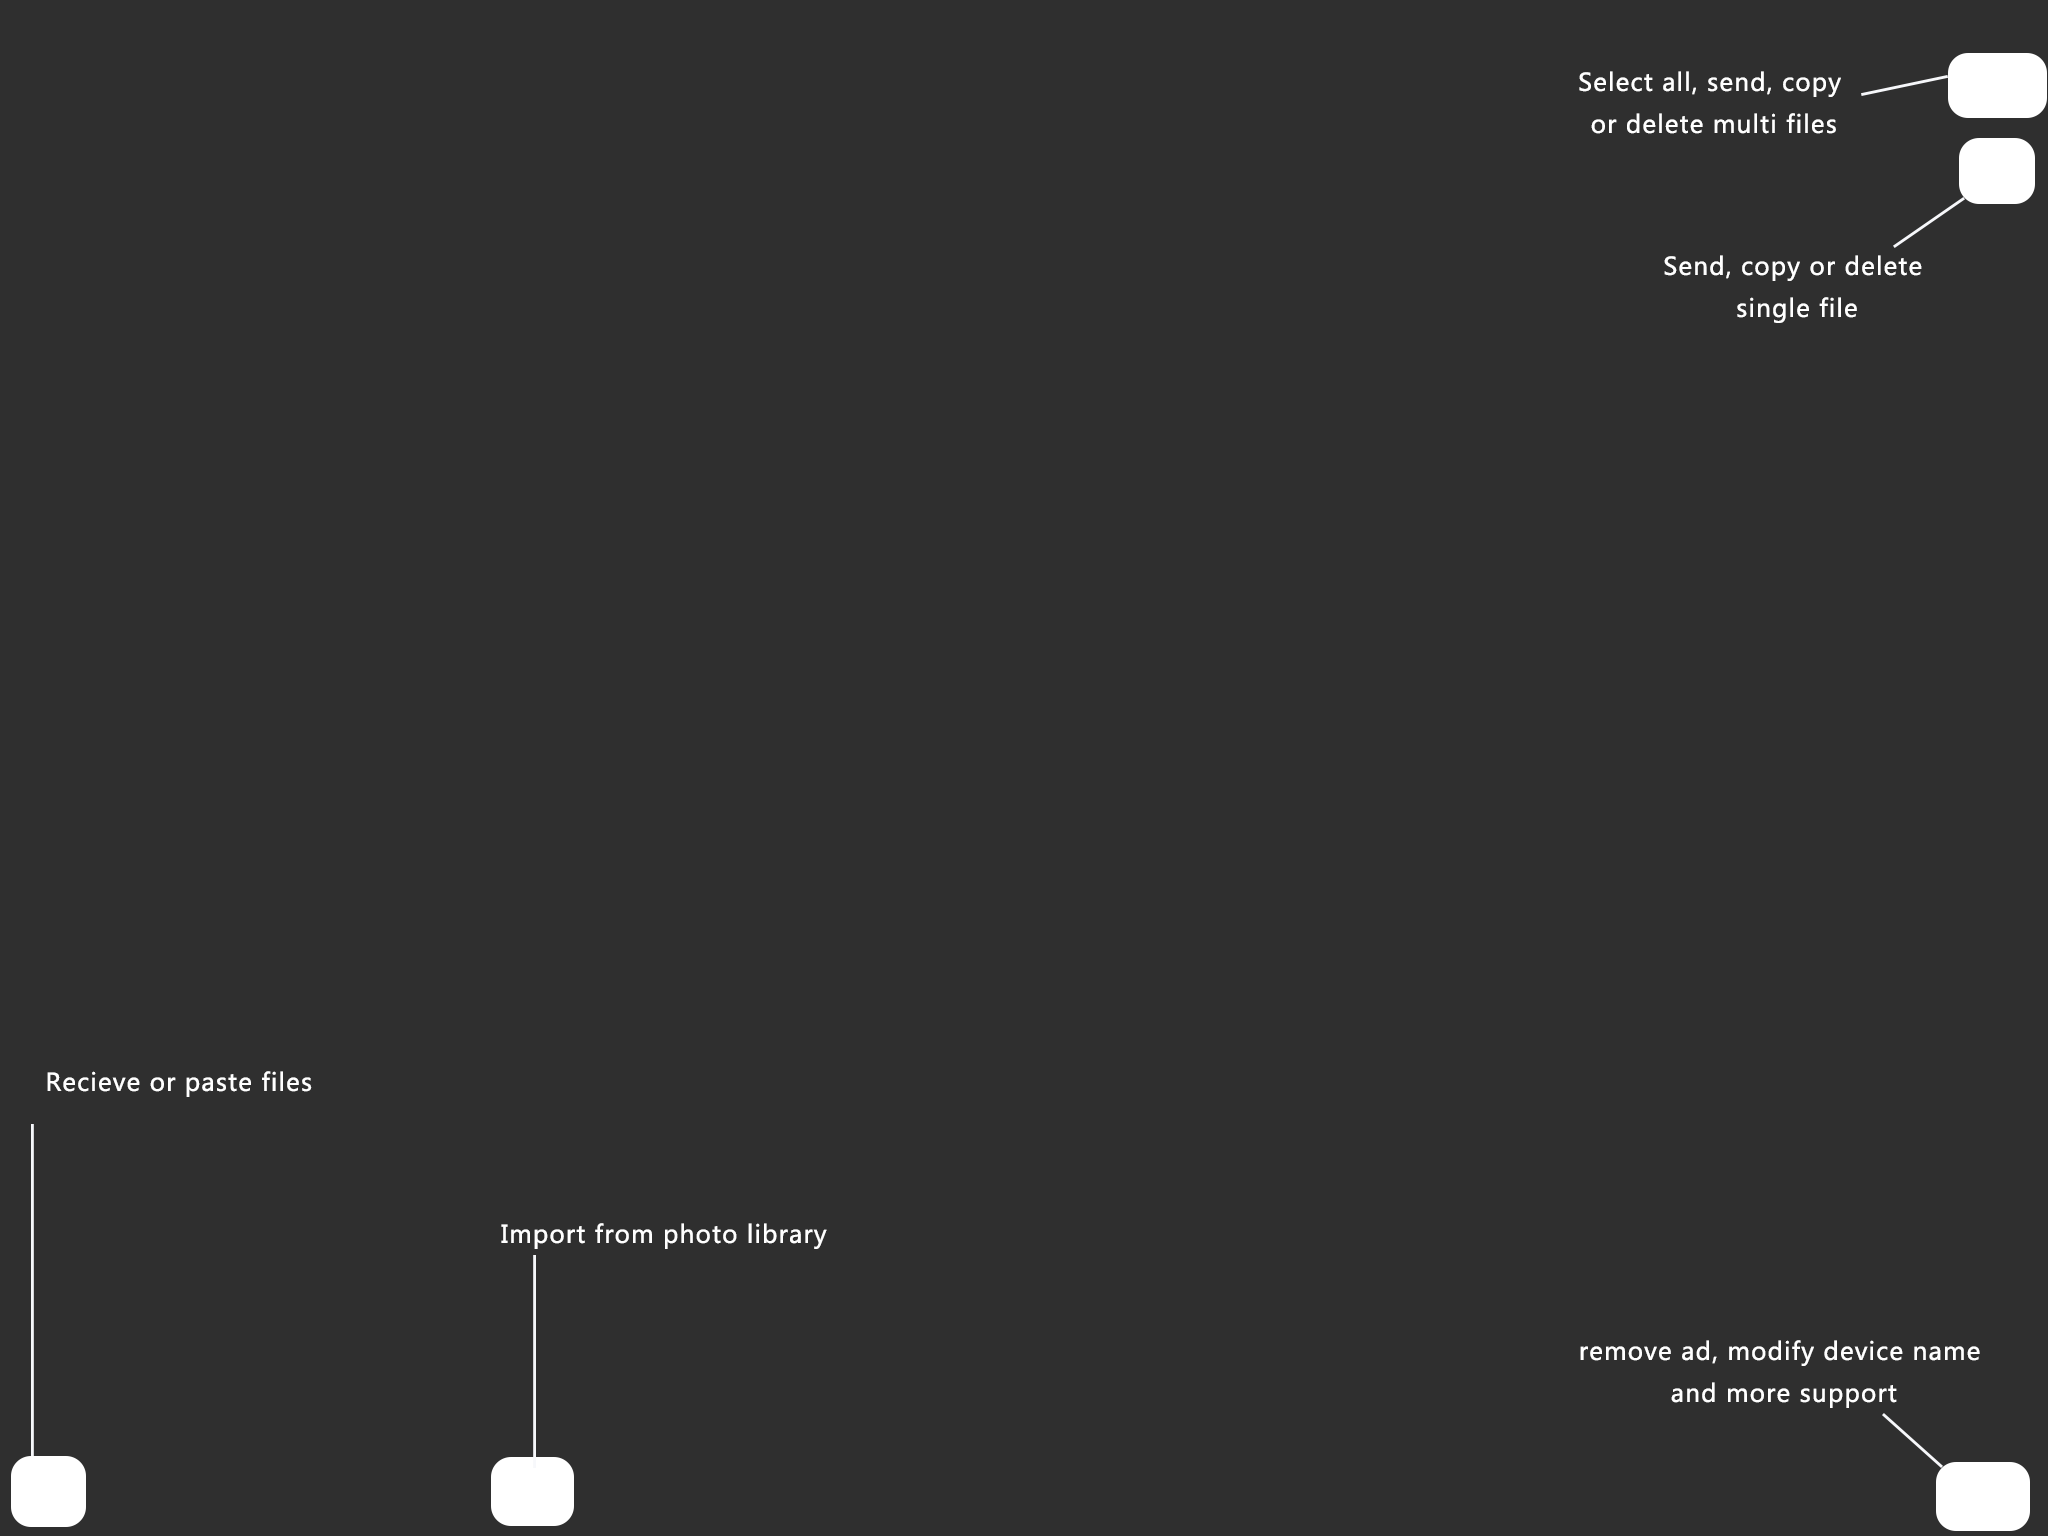 Select all, send, copy
or delete multi files
Send, copy or delete
single file
Recieve or paste files
Import from photo library
remove ad, modify device name
and more support